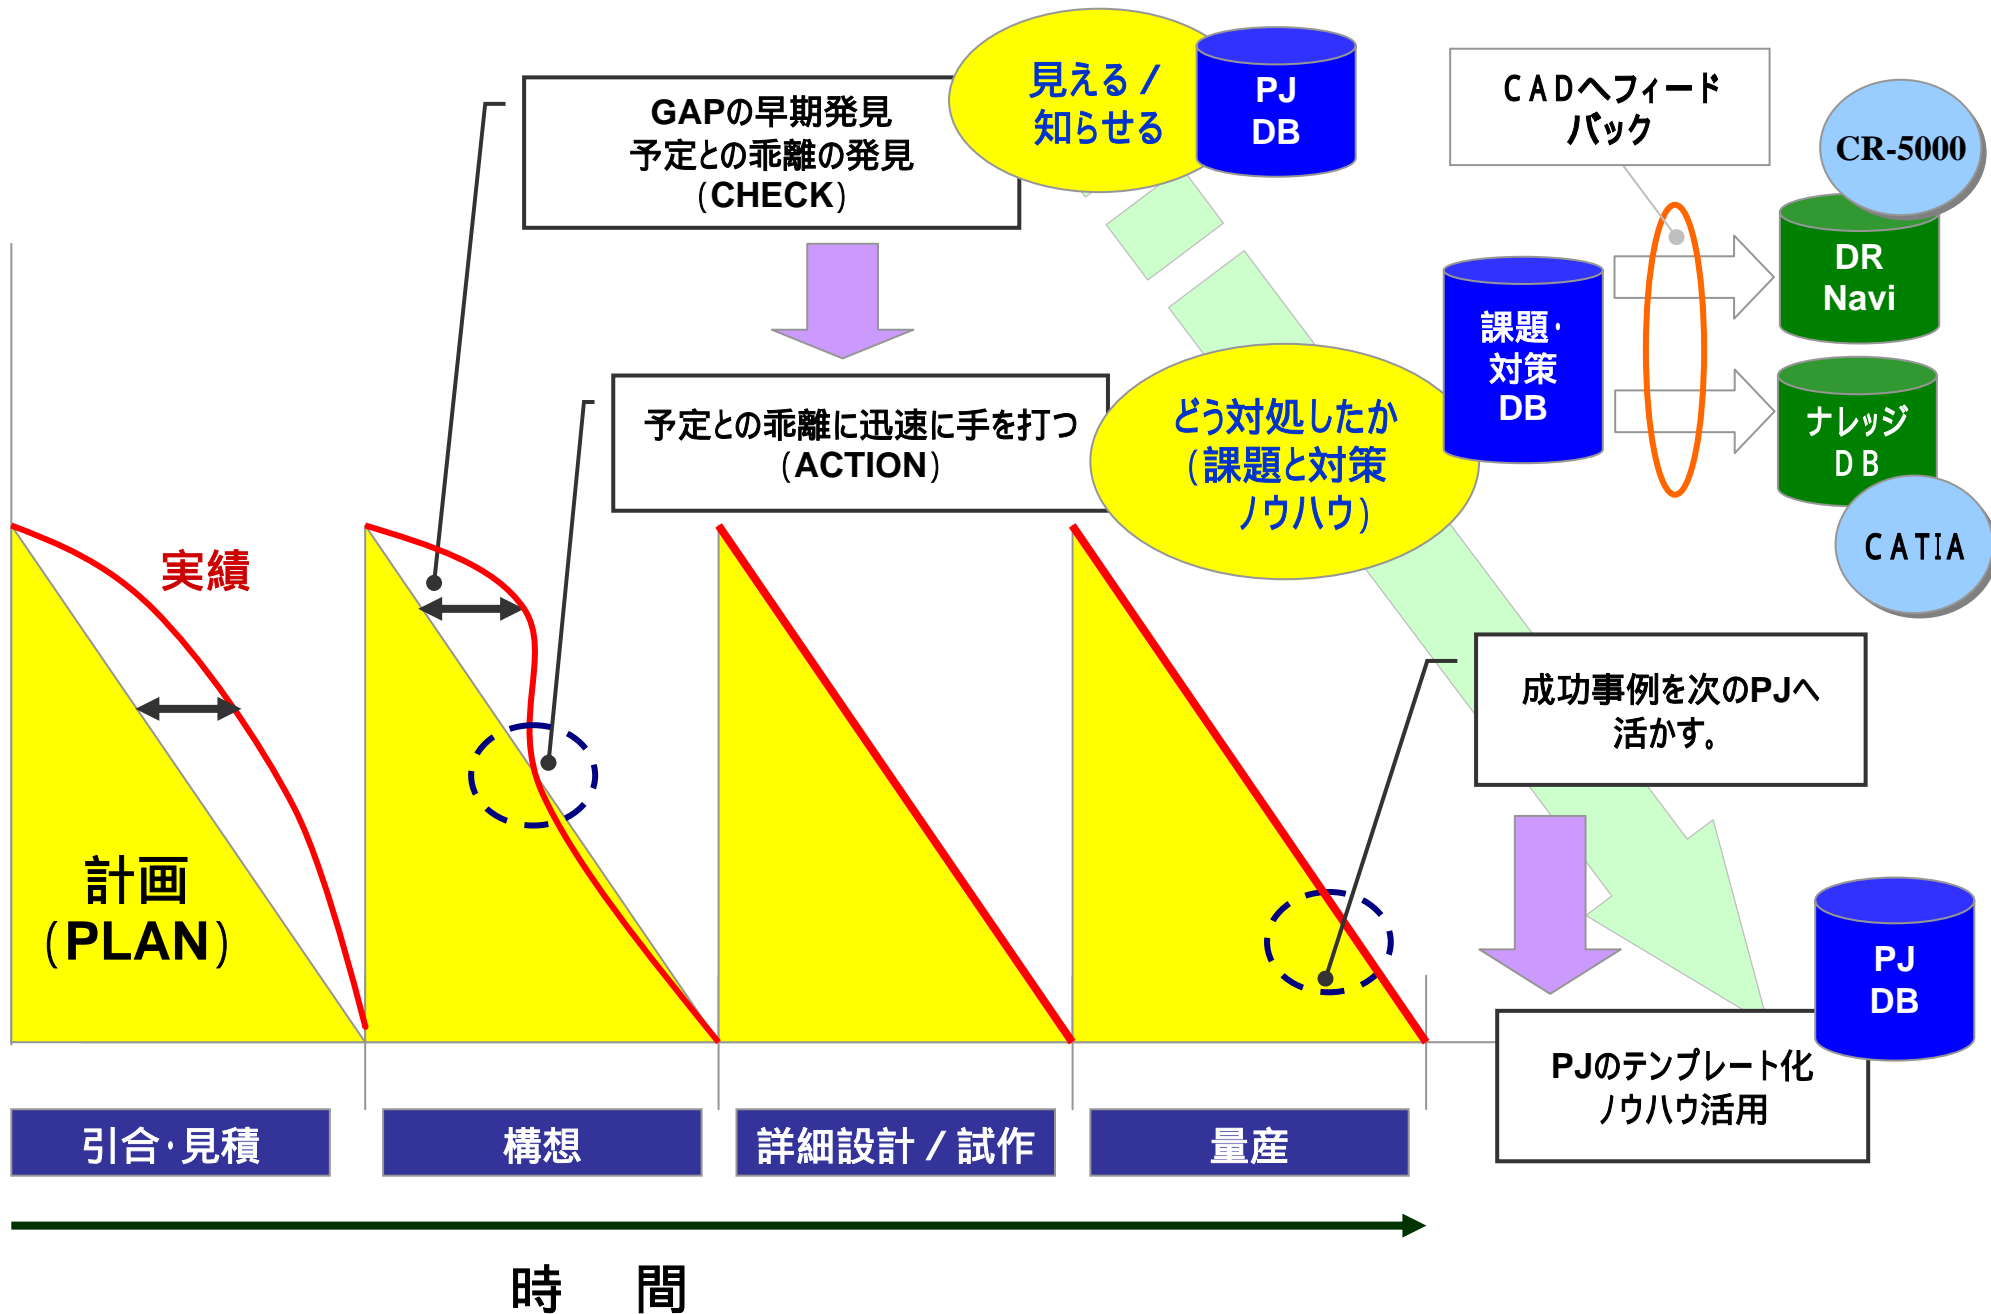 GAPの早期発見
予定との乖離の発見
(CHECK)
見える/
知らせる
PJ
DB
CADへフィード
バック
CR-5000
DR
Navi
課題・
対策
DB
ナレッジ
DB
CATIA
予定との乖離に迅速に手を打つ
(ACTION)
どう対処したか
(課題と対策
ノウハウ)
実績
計画
(PLAN)
成功事例を次のPJへ
活かす。
PJ
DB
PJのテンプレート化
ノウハウ活用
引合・見積
構想
詳細設計/試作
量産
時 間